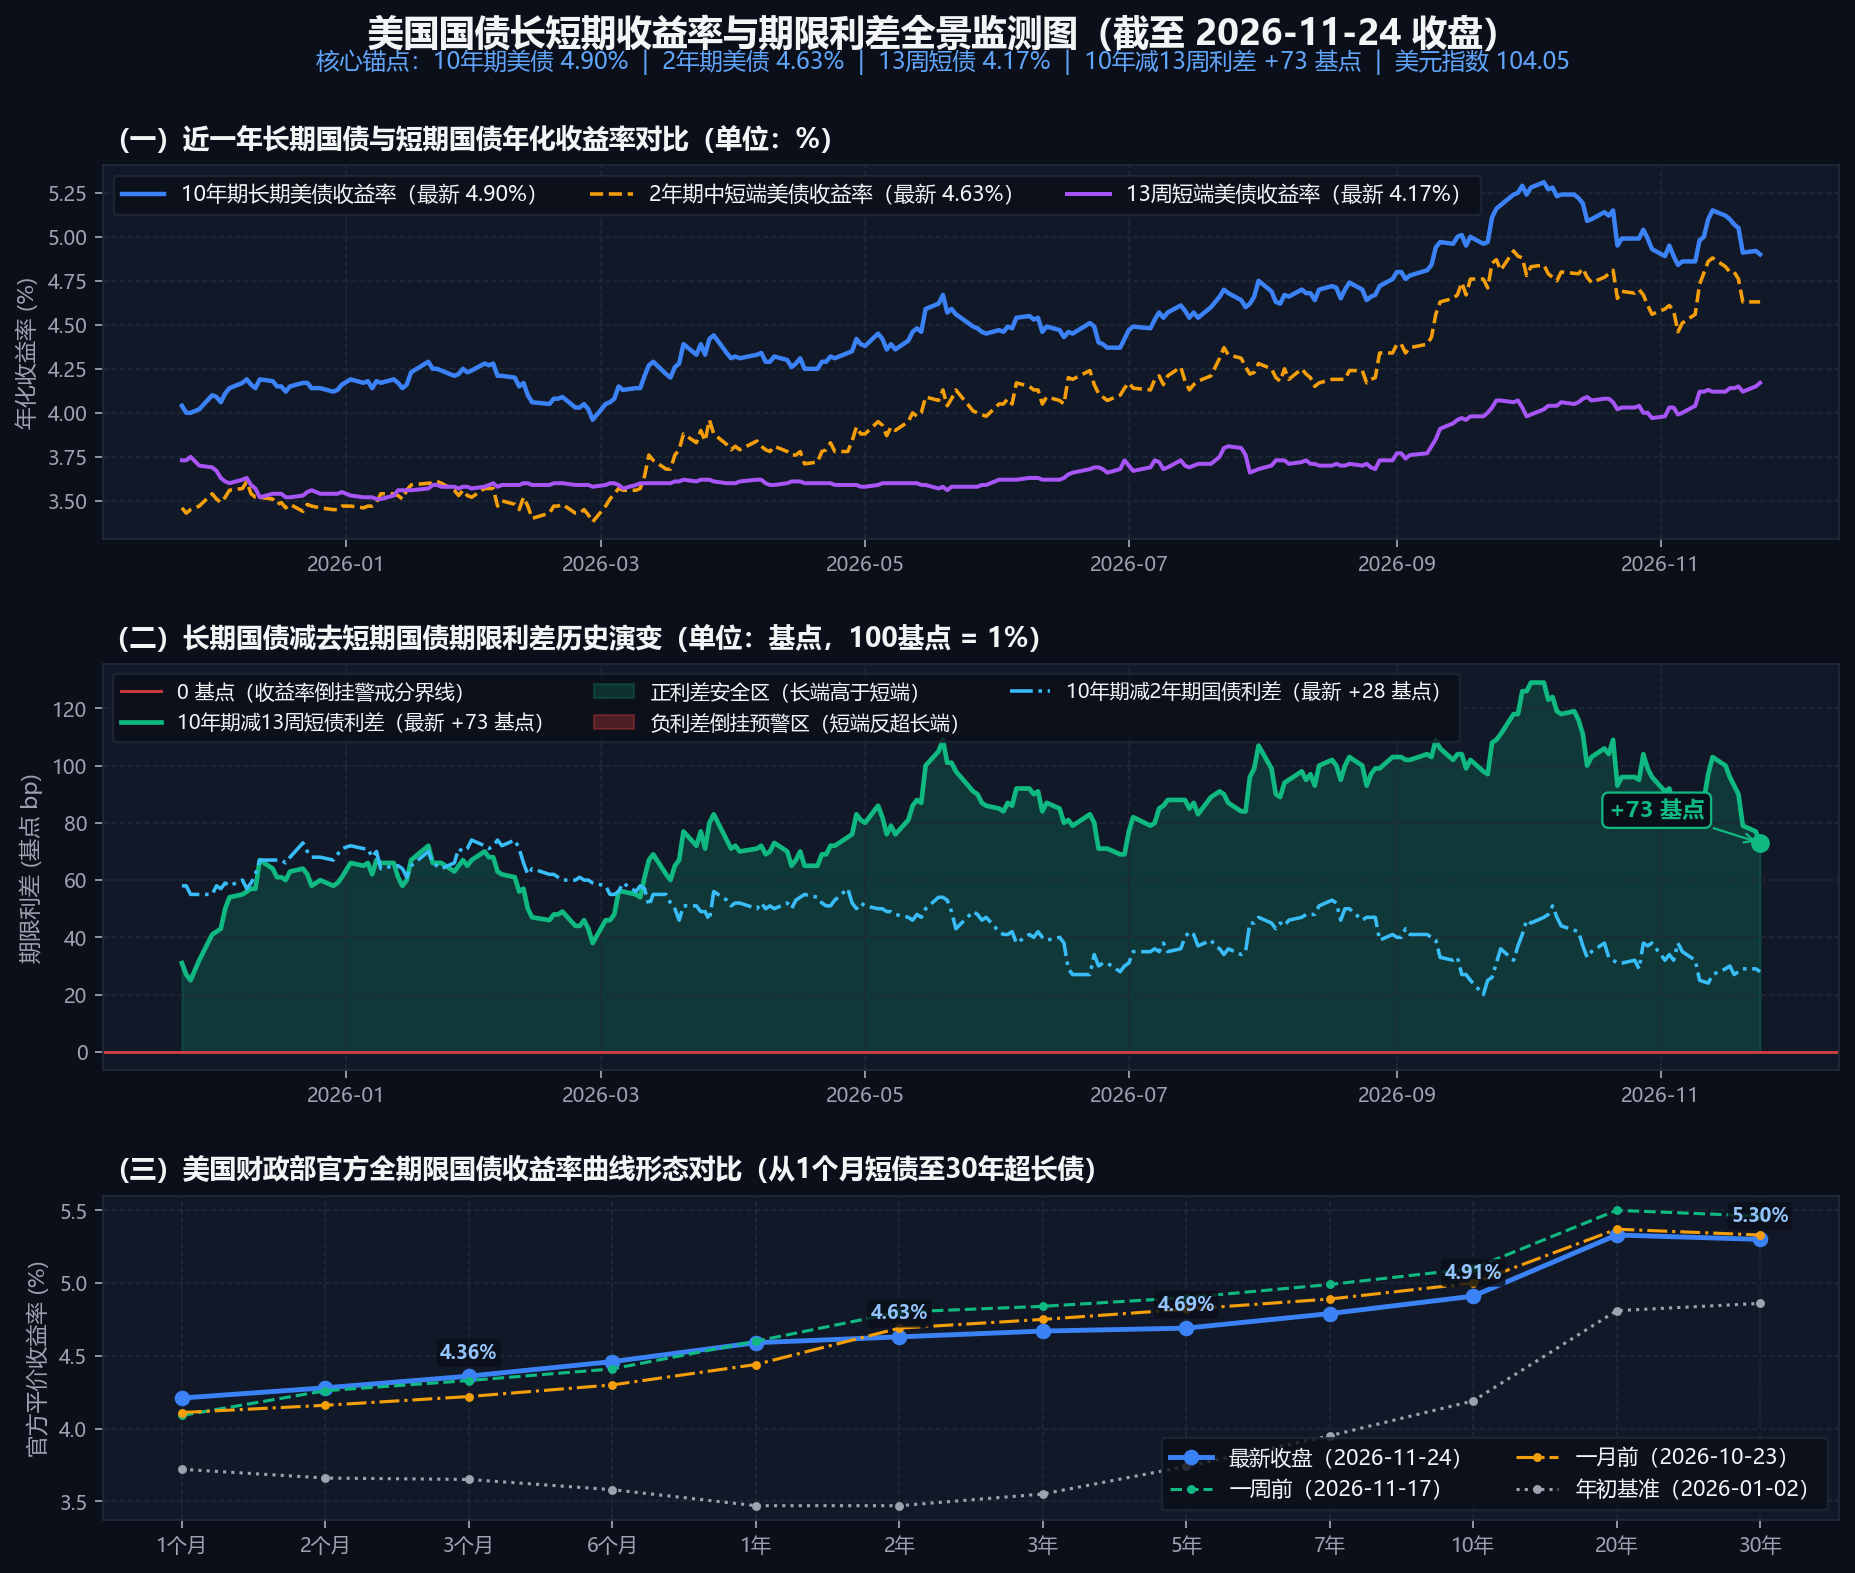 美国国债长短期收益率与期限利差全景监测图（截至 2026-11-24 收盘）
核心锚点：10年期美债 4.90% | 2年期美债 4.63% | 13周短债 4.17% | 10年减13周利差 +73 基点 | 美元指数 104.05
（一）近一年长期国债与短期国债年化收益率对比（单位：%）
10年期长期美债收益率（最新 4.90%）
2年期中短端美债收益率（最新 4.63%）
13周短端美债收益率（最新 4.17%）
年化收益率 (%)
5.25
5.00
4.75
4.50
4.25
4.00
3.75
3.50
2026-01
2026-03
2026-05
2026-07
2026-09
2026-11
（二）长期国债减去短期国债期限利差历史演变（单位：基点，100基点 = 1%）
0 基点（收益率倒挂警戒分界线）
10年期减13周短债利差（最新 +73 基点）
正利差安全区（长端高于短端）
负利差倒挂预警区（短端反超长端）
10年期减2年期国债利差（最新 +28 基点）
期限利差 (基点 bp)
120
100
80
60
40
20
0
+73 基点
2026-01
2026-03
2026-05
2026-07
2026-09
2026-11
（三）美国财政部官方全期限国债收益率曲线形态对比（从1个月短债至30年超长债）
官方平价收益率 (%)
5.5
5.0
4.5
4.0
3.5
4.36%
4.63%
4.69%
4.91%
5.30%
最新收盘（2026-11-24）
一周前（2026-11-17）
一月前（2026-10-23）
年初基准（2026-01-02）
1个月
2个月
3个月
6个月
1年
2年
3年
5年
7年
10年
20年
30年